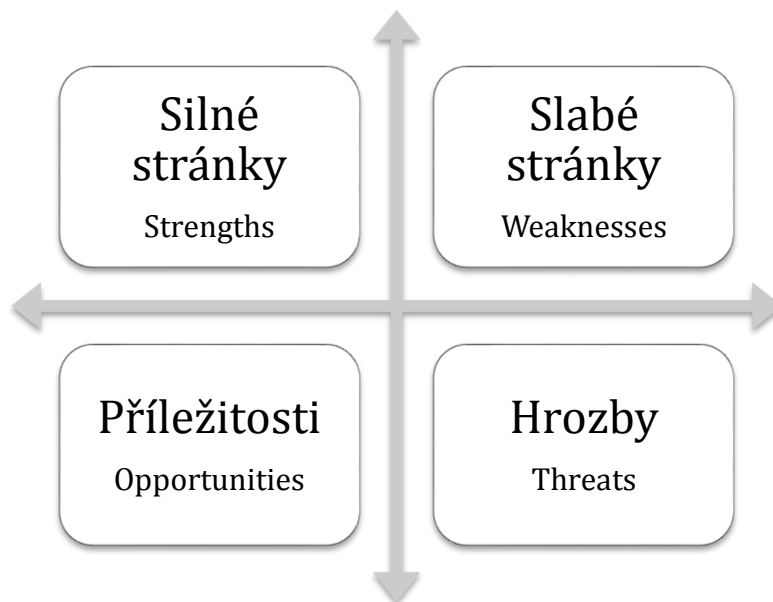 Silné
stránky
Strengths
Slabé
stránky
Weaknesses
Příležitosti
Opportunities
Hrozby
Threats